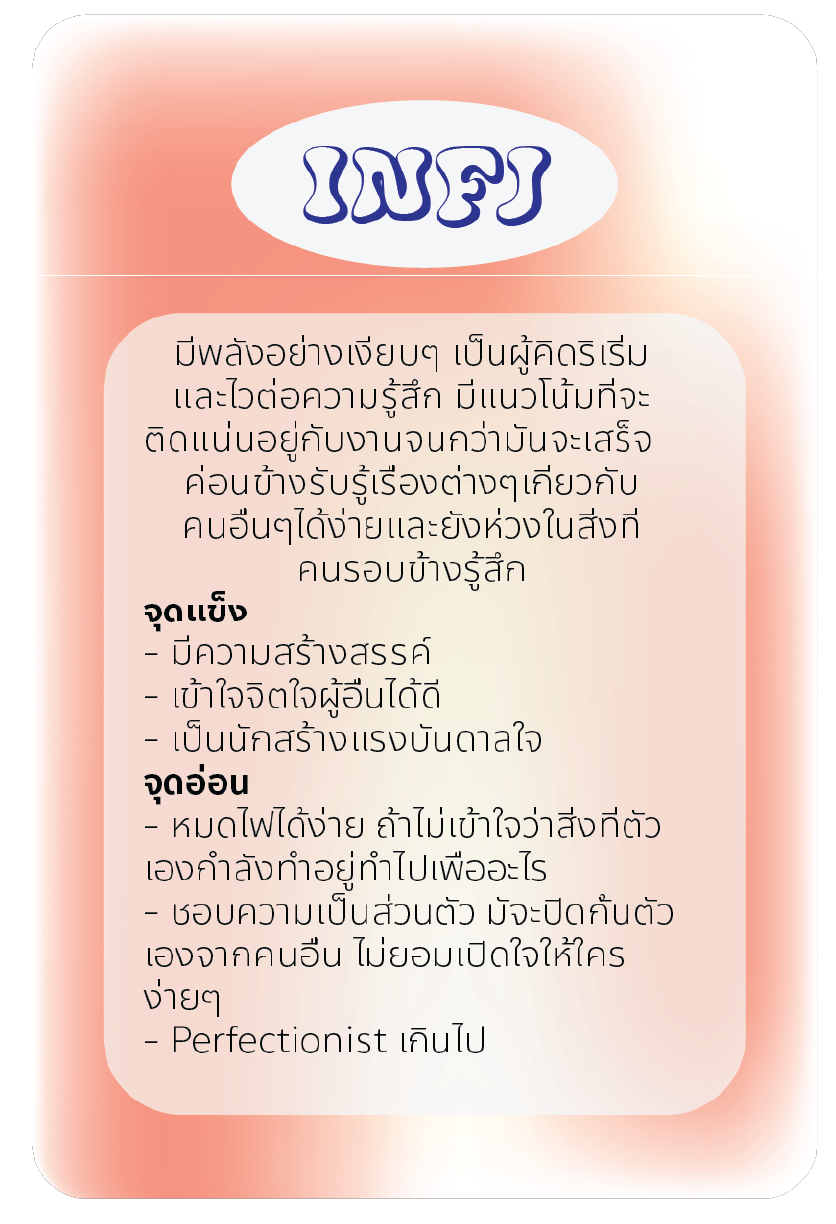 INFJ
มีพลังอย่างเงียบๆ เป็นผู้คิดริเริ่ม
และไวต่อความรู้สึก มีแนวโน้มที่จะ
ติดแน่นอยู่กับงานจนกว่ามันจะเสร็จ
ค่อนข้างรับรู้เรื่องต่างๆเกี่ยวกับ
คนอื่นๆได้ง่ายและยังห่วงในสิ่งที่
คนรอบข้างรู้สึก
จุดแข็ง
- มีความสร้างสรรค์
- เข้าใจจิตใจผู้อื่นได้ดี
- เป็นนักสร้างแรงบันดาลใจ
จุดอ่อน
- หมดไฟได้ง่าย ถ้าไม่เข้าใจว่าสิ่งที่ตัว
เองกำลังทำอยู่ทำไปเพื่ออะไร
- ชอบความเป็นส่วนตัว มัจะปิดกั้นตัว
เองจากคนอื่น ไม่ยอมเปิดใจให้ใคร
ง่ายๆ
- Perfectionist เกินไป